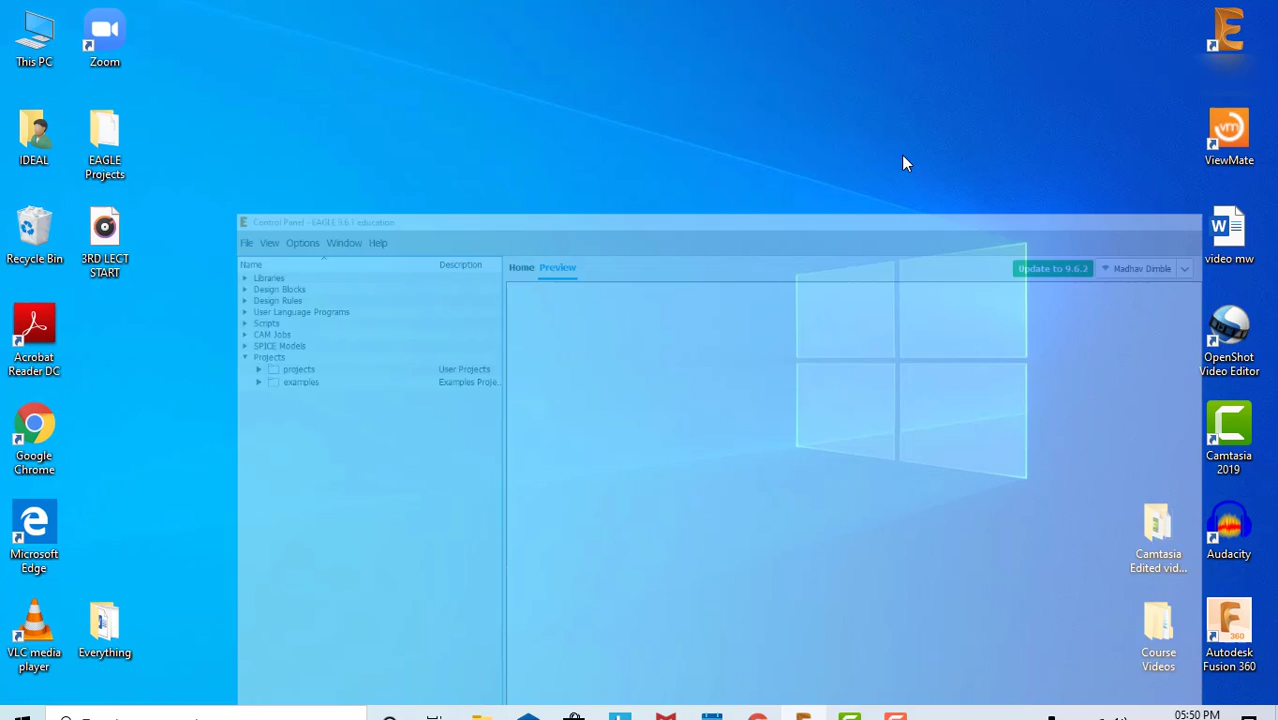 This PC
Zoom
IDEAL
EAGLE
Projects
ViewMate
Recycle Bin
3RD LECT
START
video mw
Control Panel - EAGLE 9.6.1 education
File View Options Window Help
Name Description
Home Preview
Update to 9.6.2
Madhav Dimble
Libraries
Design Blocks
Design Rules
User Language Programs
Scripts
CAM Jobs
SPICE Models
Projects
projects User Projects
examples Examples Proje...
Acrobat
Reader DC
OpenShot
Video Editor
Google
Chrome
Camtasia
2019
Microsoft
Edge
Camtasia
Edited vid...
Audacity
VLC media
player
Everything
Course
Videos
Autodesk
Fusion 360
05:50 PM